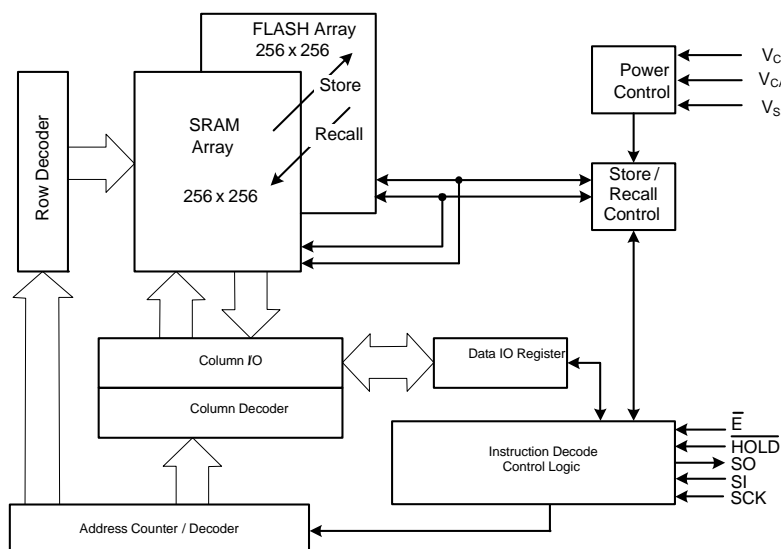 FLASH Array
256 x 256
Store
Recall
SRAM
Array
256 x 256
Row Decoder
Power
Control
V
V
V
Store /
Recall
Control
Column I/O
Column Decoder
Data IO Register
Instruction Decode
Control Logic
E
HOLD
SO
SI
SCK
Address Counter / Decoder